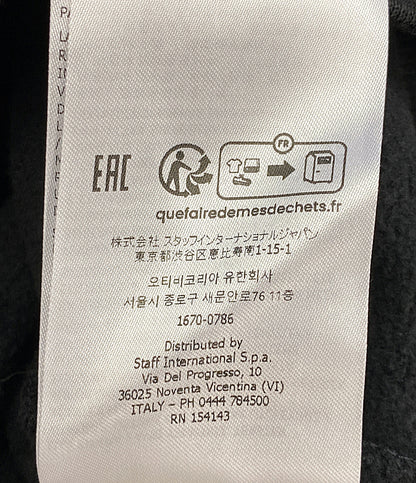 EAC
FR
quefairedemesdechets.fr
株式会社 スタッフインターナショナルジャパン
東京都渋谷区恵比寿南1-15-1
오티비코리아 유한회사
서울시 종로구 새문안로76 11층
1670-0786
Distributed by
Staff International S.p.a.
Via Del Progresso, 10
36025 Noventa Vicentina (VI)
ITALY - PH 0444 784500
RN 154143